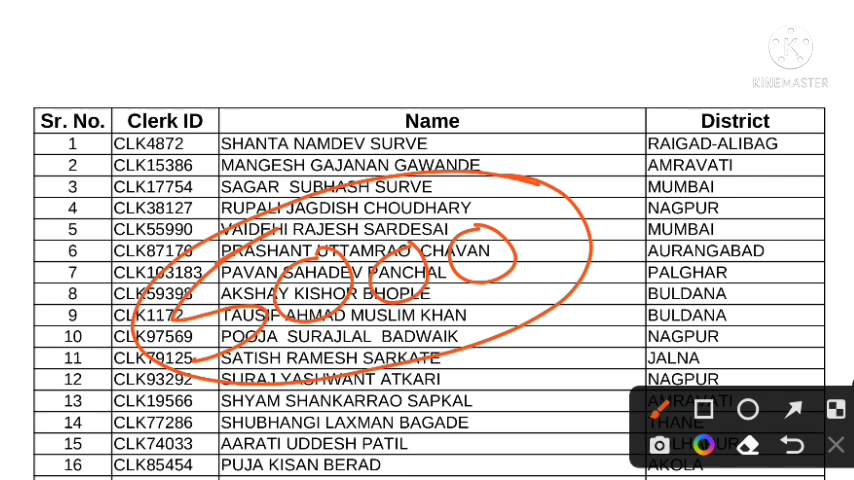 KINEMASTER
Sr. No. Clerk ID Name District
1 CLK4872 SHANTA NAMDEV SURVE RAIGAD-ALIBAG
2 CLK15386 MANGESH GAJANAN GAWANDE AMRAVATI
3 CLK17754 SAGAR SUBHASH SURVE MUMBAI
4 CLK38127 RUPALI JAGDISH CHOUDHARY NAGPUR
5 CLK55990 VAIDEHI RAJESH SARDESAI MUMBAI
6 CLK87176 PRASHANT UTTAMRAO CHAVAN AURANGABAD
7 CLK103183 PAVAN SAHADEV PANCHAL PALGHAR
8 CLK59398 AKSHAY KISHOR BHOPLE BULDANA
9 CLK1172 TAUSIF AHMAD MUSLIM KHAN BULDANA
10 CLK97569 POOJA SURAJLAL BADWAIK NAGPUR
11 CLK79125 SATISH RAMESH SARKATE JALNA
12 CLK93292 SURAJ YASHWANT ATKARI NAGPUR
13 CLK19566 SHYAM SHANKARRAO SAPKAL AMRAVATI
14 CLK77286 SHUBHANGI LAXMAN BAGADE THANE
15 CLK74033 AARATI UDDESH PATIL
16 CLK85454 PUJA KISAN BERAD AKOLA